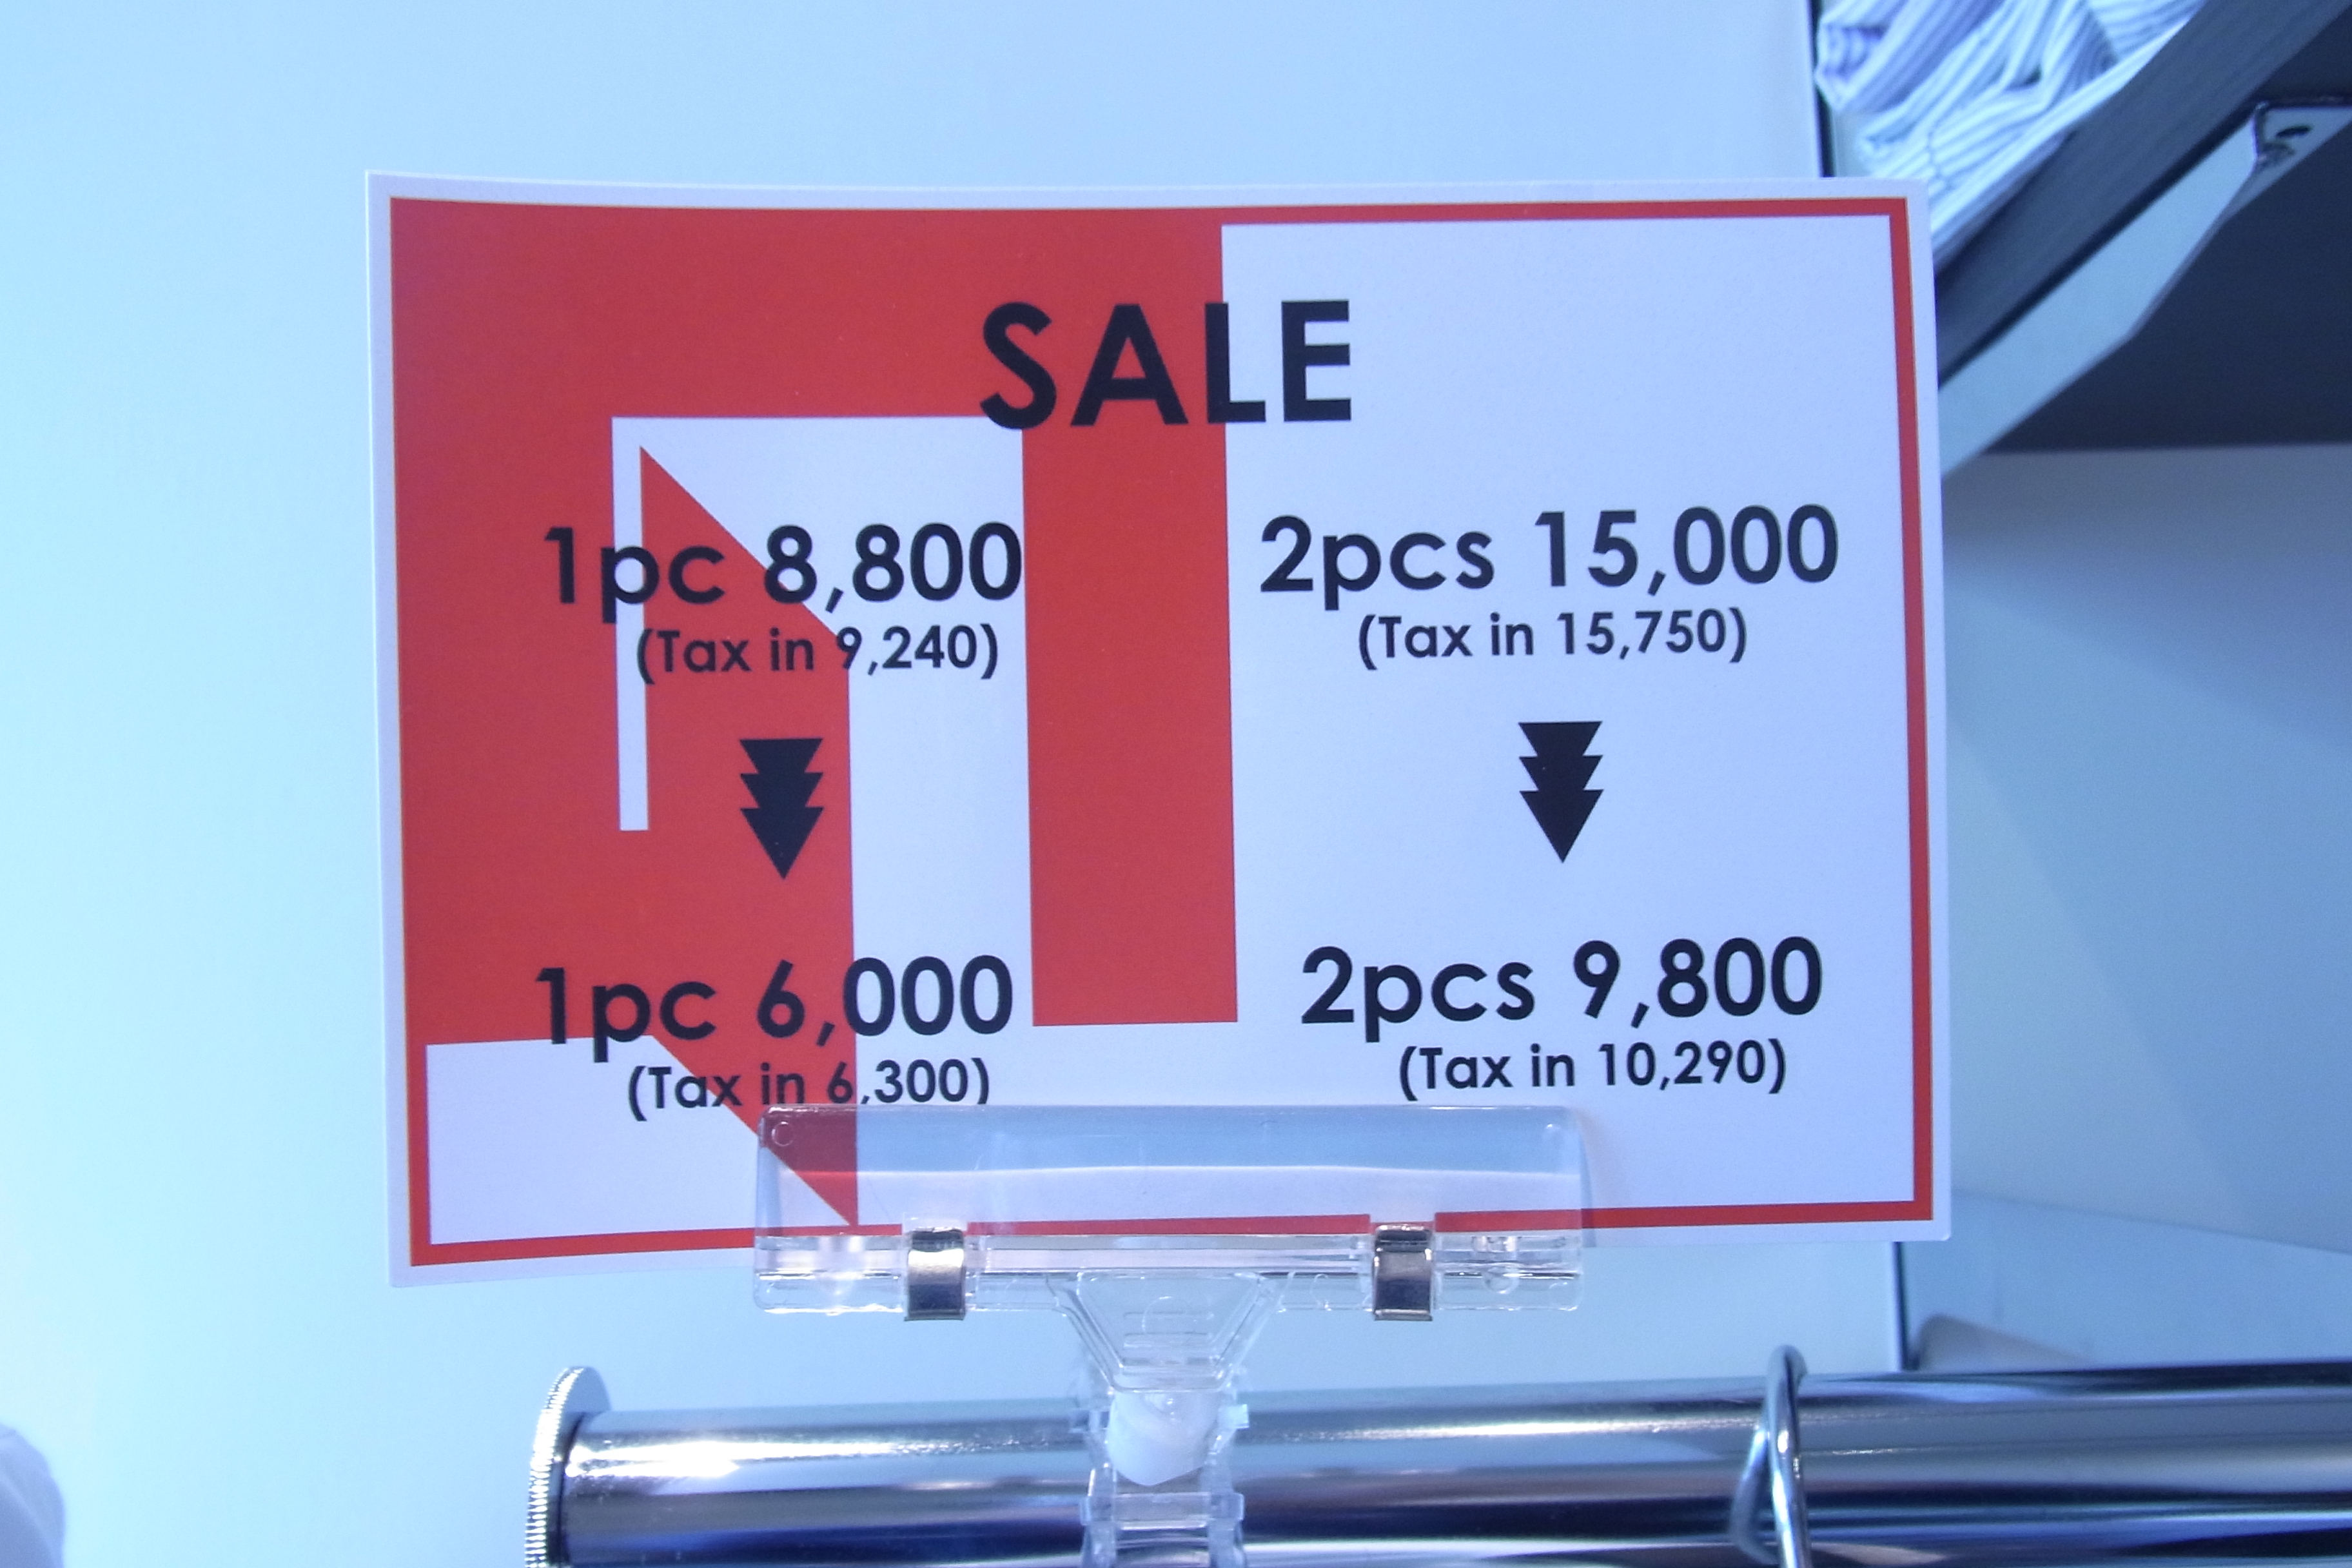 SALE
1pc 8,800
(Tax in 9,240)
1pc 6,000
(Tax in 6,300)
2pcs 15,000
(Tax in 15,750)
2pcs 9,800
(Tax in 10,290)